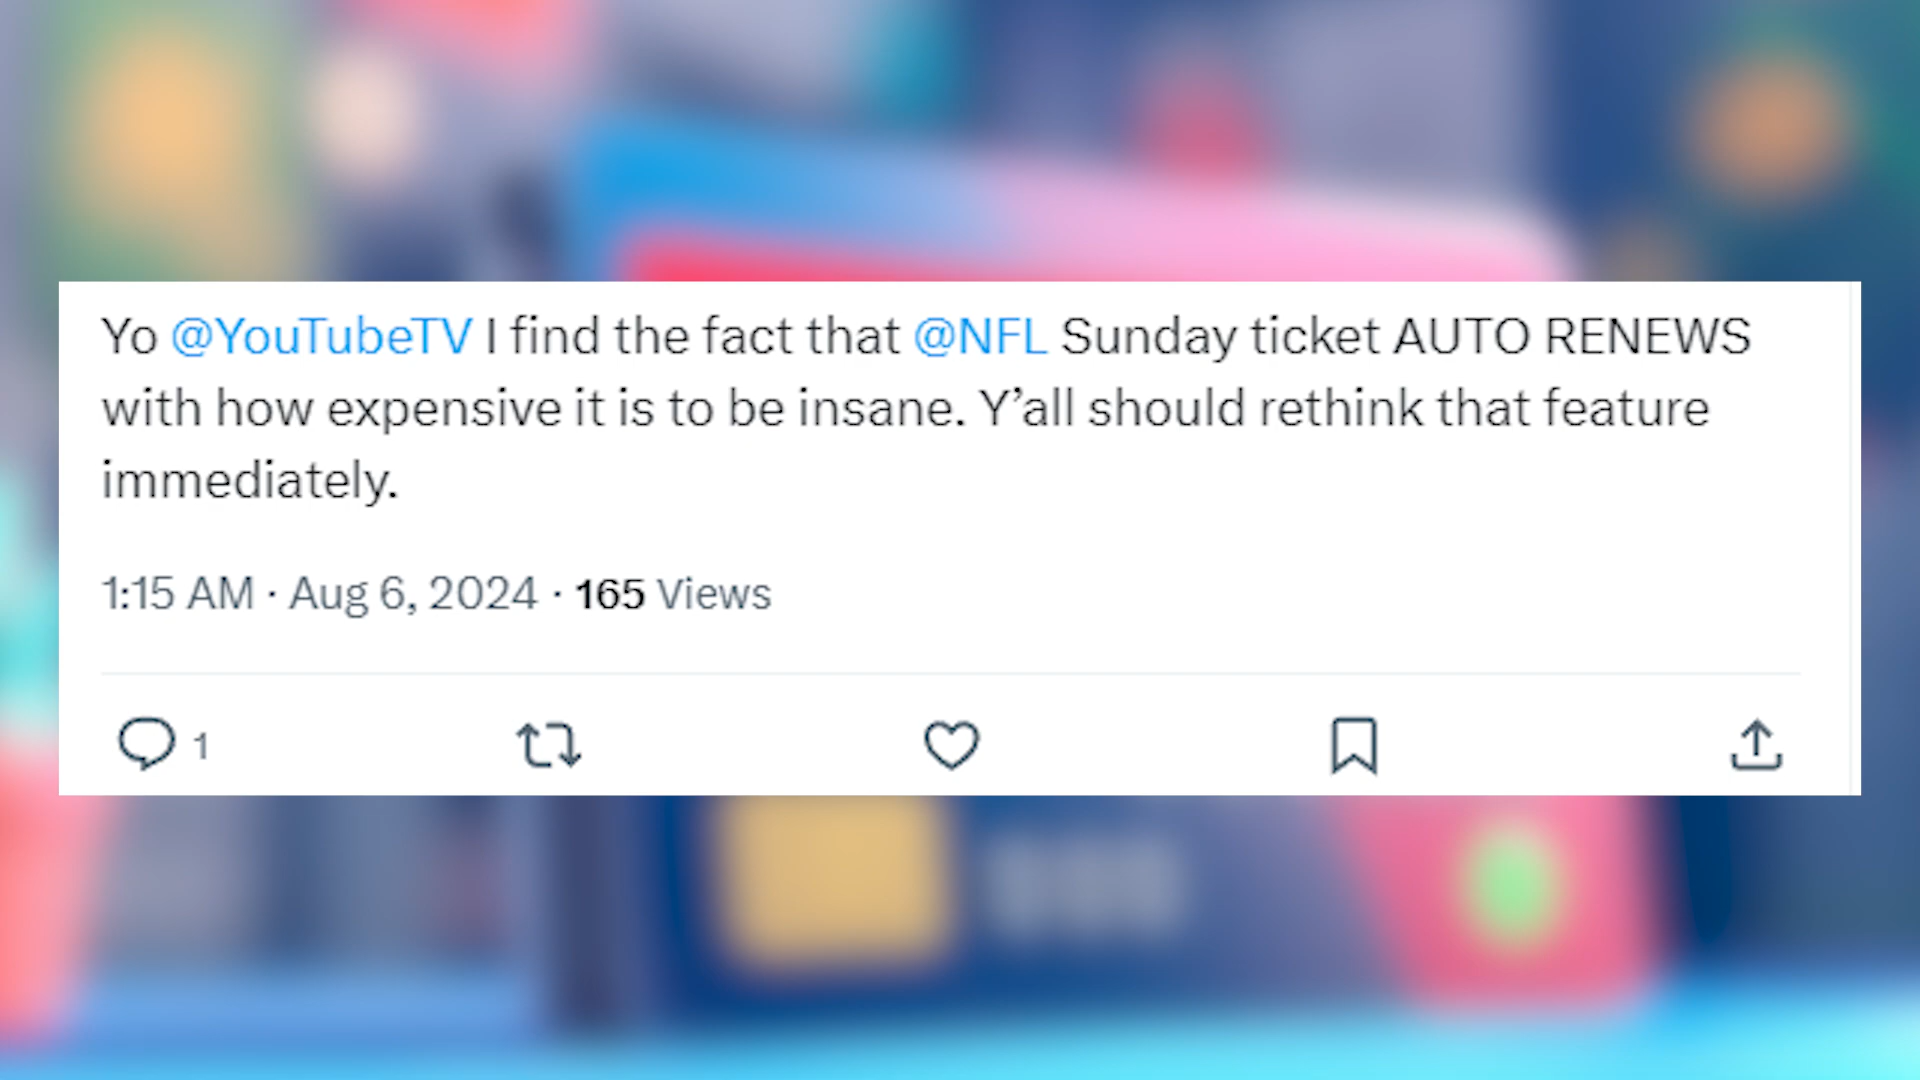 Yo @YouTubeTV I find the fact that @NFL Sunday ticket AUTO RENEWS
with how expensive it is to be insane. Y’all should rethink that feature
immediately.
1:15 AM · Aug 6, 2024 · 165 Views
1